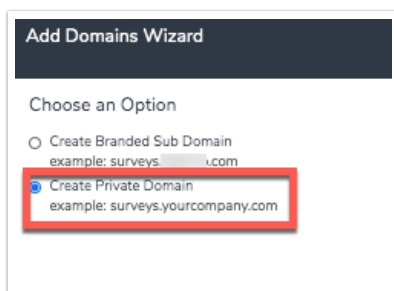 Add Domains Wizard
Choose an Option
Create Branded Sub Domain
example: surveys. .com
Create Private Domain
example: surveys.yourcompany.com